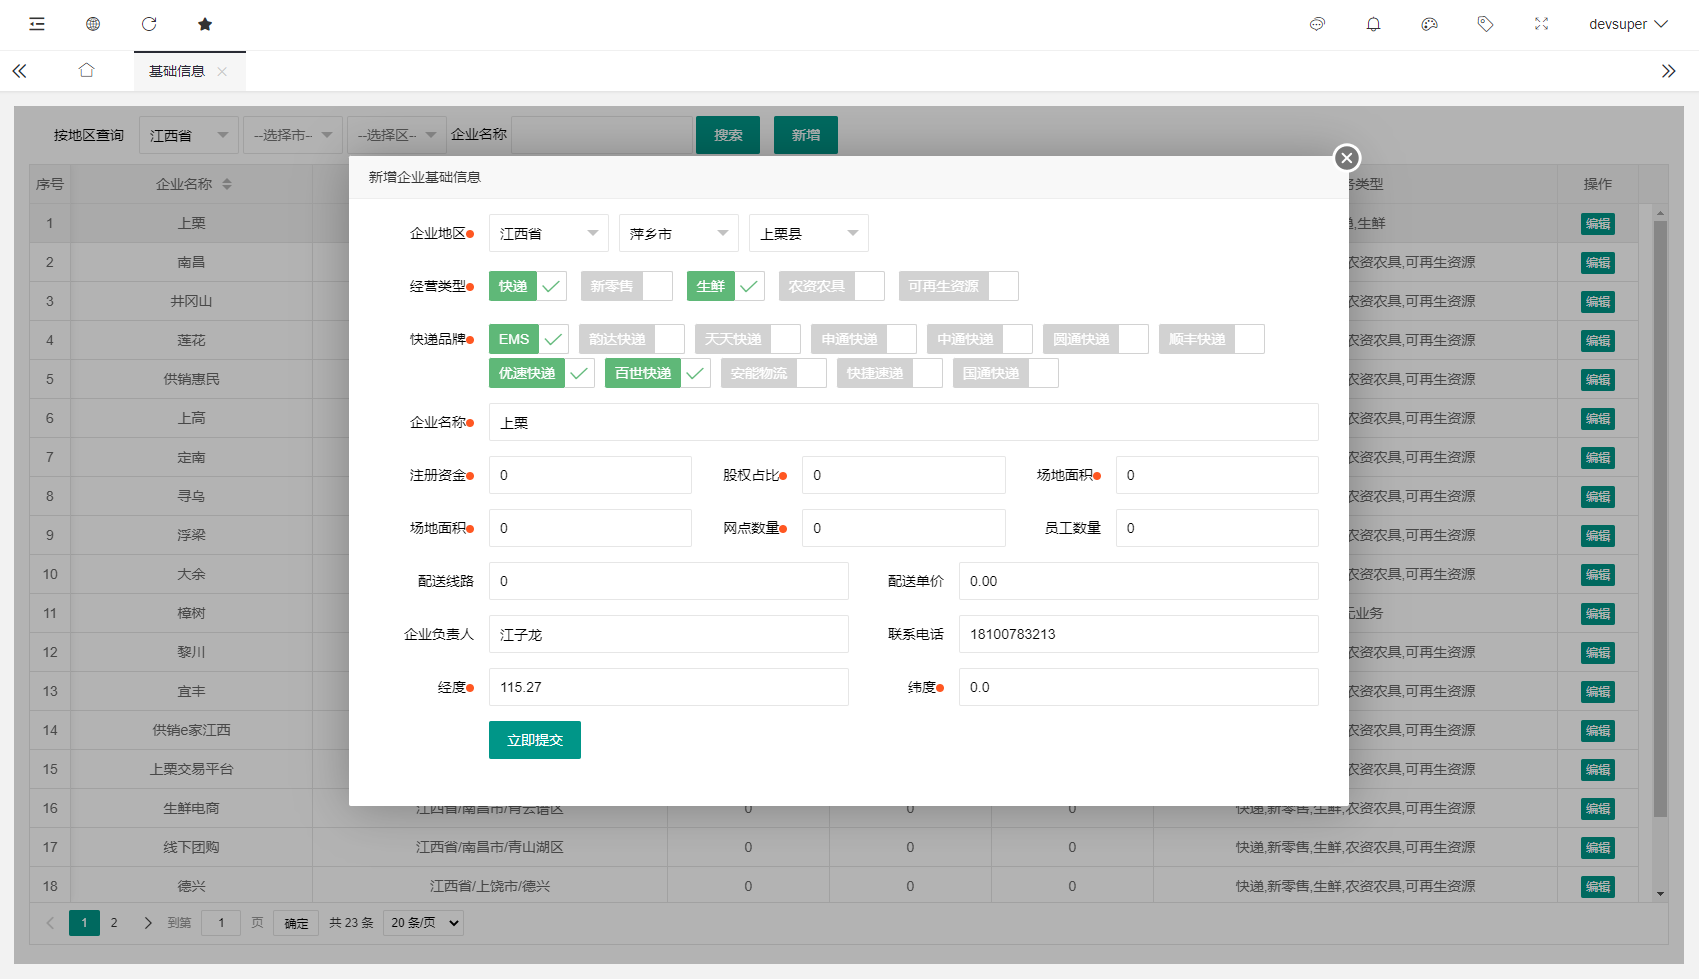 devsuper
基础信息
按地区查询 江西省 --选择市-- --选择区-- 企业名称 搜索 新增
序号 企业名称 类型 操作
新增企业基础信息
1 上栗 ,生鲜 编辑
企业地区 江西省 萍乡市 上栗县
2 南昌 农资农具,可再生资源 编辑
经营类型 快递 新零售 生鲜 农资农具 可再生资源
3 井冈山 农资农具,可再生资源 编辑
快递品牌 EMS 韵达快递 天天快递 申通快递 中通快递 圆通快递 顺丰快递
4 莲花 农资农具,可再生资源 编辑
优速快递 百世快递 安能物流 快捷速递 国通快递
5 供销惠民 农资农具,可再生资源 编辑
6 上高 农资农具,可再生资源 编辑
企业名称 上栗
7 定南 农资农具,可再生资源 编辑
注册资金 0 股权占比 0 场地面积 0
8 寻乌 农资农具,可再生资源 编辑
场地面积 0 网点数量 0 员工数量 0
9 浮梁 农资农具,可再生资源 编辑
10 大余 农资农具,可再生资源 编辑
配送线路 0 配送单价 0.00
11 樟树 业务 编辑
企业负责人 江子龙 联系电话 18100783213
12 黎川 农资农具,可再生资源 编辑
13 宜丰 农资农具,可再生资源 编辑
经度 115.27 纬度 0.0
14 供销e家江西 农资农具,可再生资源 编辑
立即提交
15 上栗交易平台 农资农具,可再生资源 编辑
16 生鲜电商 江西省/南昌市/青云谱区 0 0 0 快递,新零售,生鲜,农资农具,可再生资源 编辑
17 线下团购 江西省/南昌市/青山湖区 0 0 0 快递,新零售,生鲜,农资农具,可再生资源 编辑
18 德兴 江西省/上饶市/德兴 0 0 0 快递,新零售,生鲜,农资农具,可再生资源 编辑
1 2 到第 1 页 确定 共 23 条 20 条/页